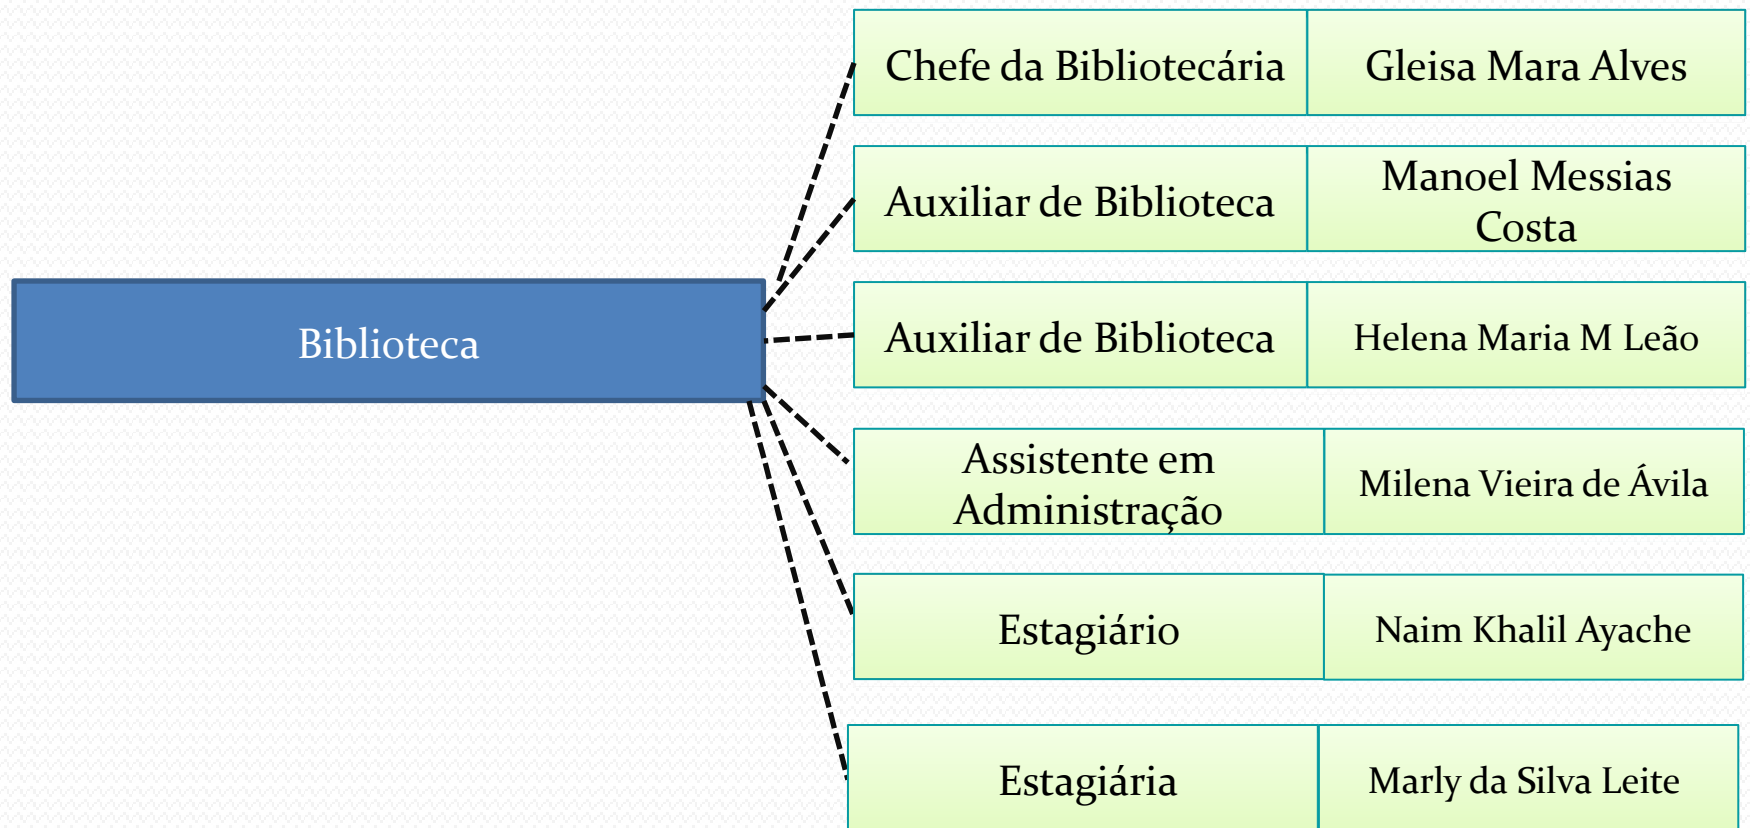 Chefe da Bibliotecária
Gleisa Mara Alves
Auxiliar de Biblioteca
Manoel Messias
Costa
Biblioteca
Auxiliar de Biblioteca
Helena Maria M Leão
Assistente em
Administração
Milena Vieira de Ávila
Estagiário
Naim Khalil Ayache
Estagiária
Marly da Silva Leite